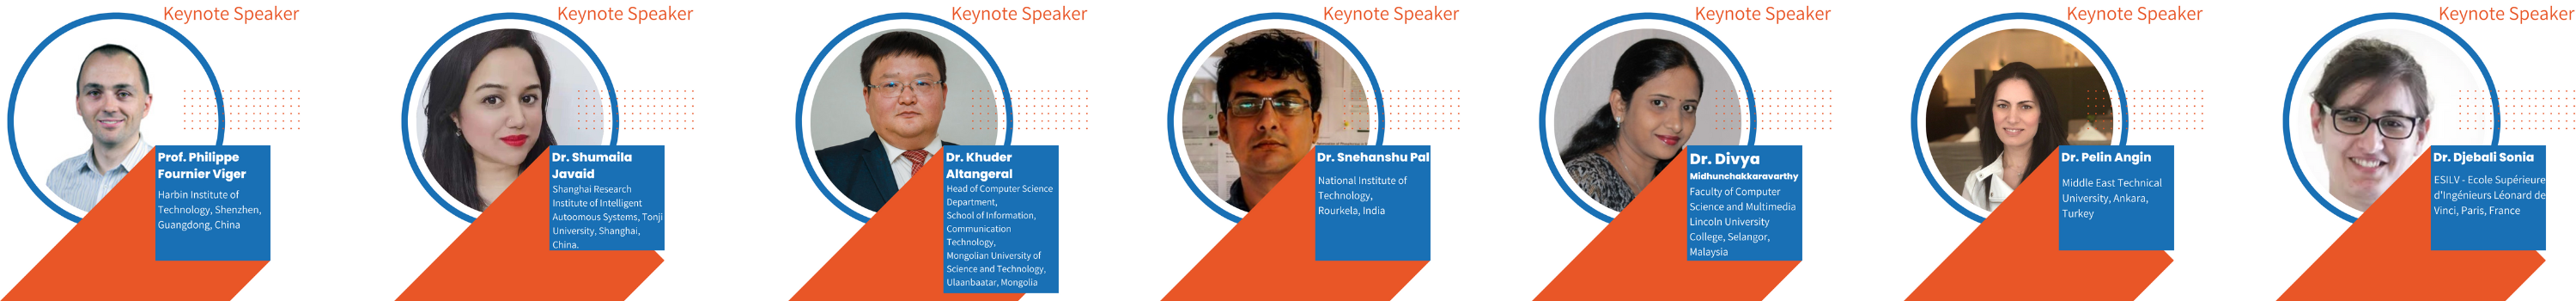 Keynote Speaker
Prof. Philippe
Fournier Viger
Harbin Institute of
Technology, Shenzhen,
Guangdong, China
Keynote Speaker
Dr. Shumaila
Javaid
Shanghai Research
Institute of Intelligent
Autoomous Systems, Tonji
University, Shanghai,
China.
Keynote Speaker
Dr. Khuder
Altangeral
Head of Computer Science
Department,
School of Information,
Communication
Technology,
Mongolian University of
Science and Technology,
Ulaanbaatar, Mongolia
Keynote Speaker
Dr. Snehanshu Pal
National Institute of
Technology,
Rourkela, India
Keynote Speaker
Dr. Divya
Midhunchakkaravarthy
Faculty of Computer
Science and Multimedia
Lincoln University
College, Selangor,
Malaysia
Keynote Speaker
Dr. Pelin Angin
Middle East Technical
University, Ankara,
Turkey
Keynote Speaker
Dr. Djebali Sonia
ESILV - Ecole Supérieure
d'Ingénieurs Léonard de
Vinci, Paris, France